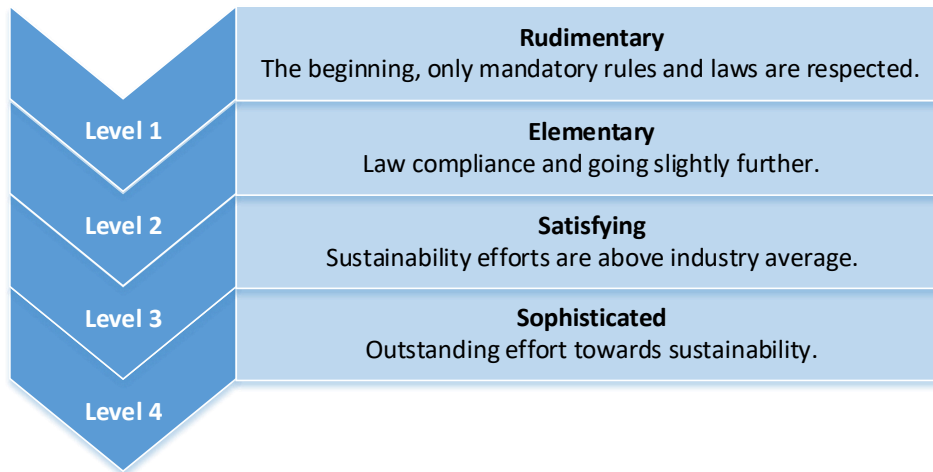 Rudimentary
The beginning, only mandatory rules and laws are respected.
Level 1
Elementary
Law compliance and going slightly further.
Level 2
Satisfying
Sustainability efforts are above industry average.
Level 3
Sophisticated
Outstanding effort towards sustainability.
Level 4